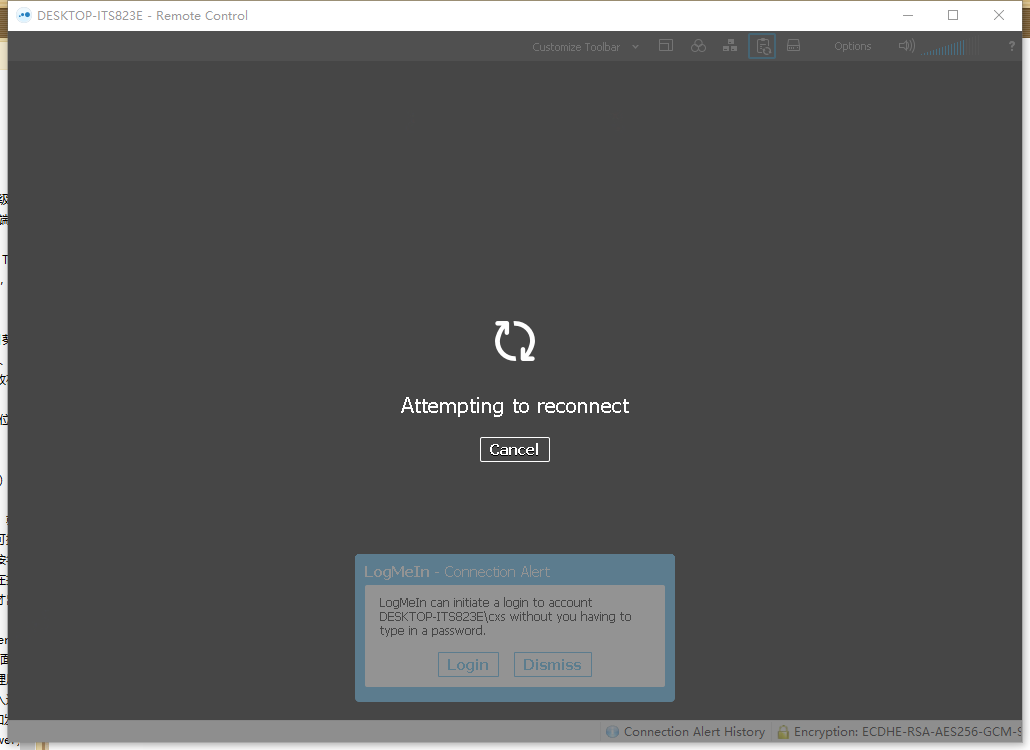 DESKTOP-ITS823E - Remote Control
Customize Toolbar
Options
?
Attempting to reconnect
Cancel
LogMeIn - Connection Alert
LogMeIn can initiate a login to account
DESKTOP-ITS823E\cxs without you having to
type in a password.
Login
Dismiss
Connection Alert History
Encryption: ECDHE-RSA-AES256-GCM-S